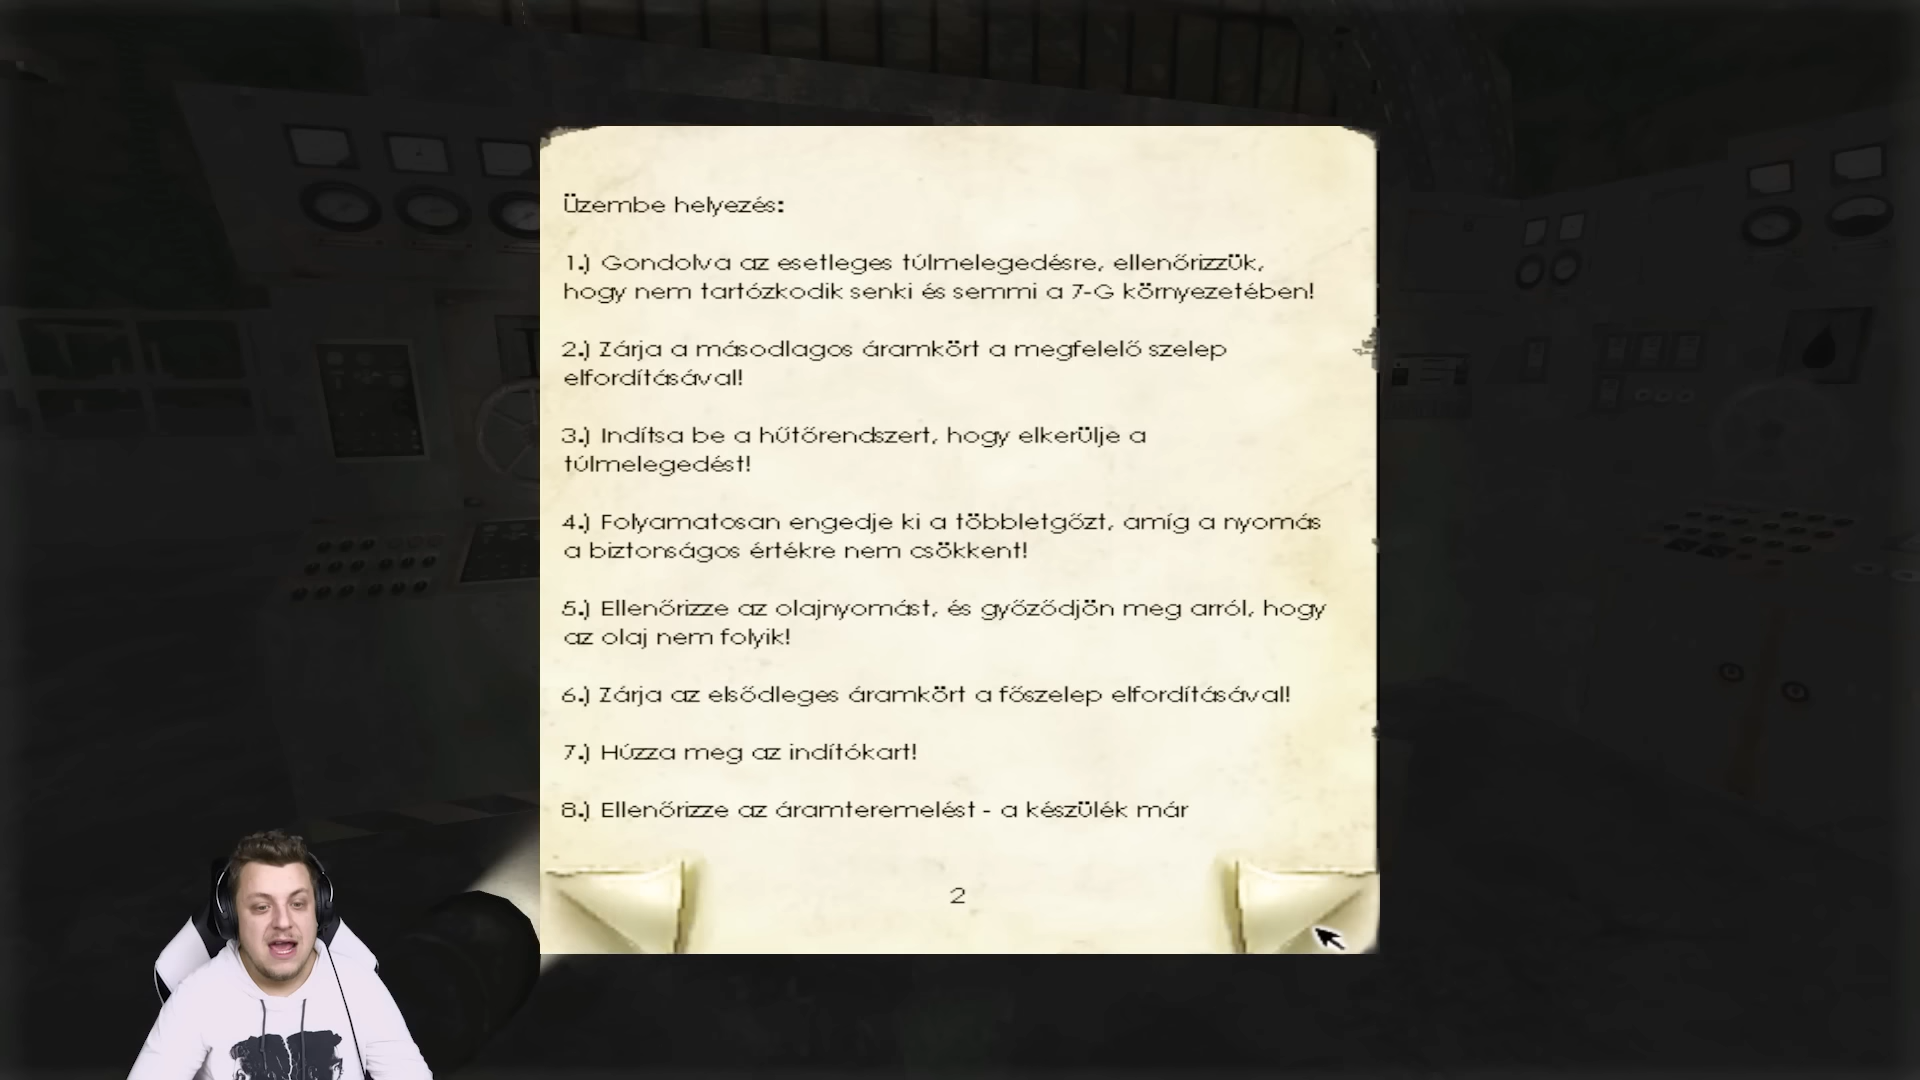 Üzembe helyezés:
1.) Gondolva az esetleges túlmelegedésre, ellenőrizzük,
hogy nem tartózkodik senki és semmi a 7-G környezetében!
2.) Zárja a másodlagos áramkört a megfelelő szelep
elfordításával!
3.) Indítsa be a hűtőrendszert, hogy elkerülje a
túlmelegedést!
4.) Folyamatosan engedje ki a többletgőzt, amíg a nyomás
a biztonságos értékre nem csökkent!
5.) Ellenőrizze az olajnyomást, és győződjön meg arról, hogy
az olaj nem folyik!
6.) Zárja az elsődleges áramkört a főszelep elfordításával!
7.) Húzza meg az indítókart!
8.) Ellenőrizze az áramteremelést - a készülék már
2